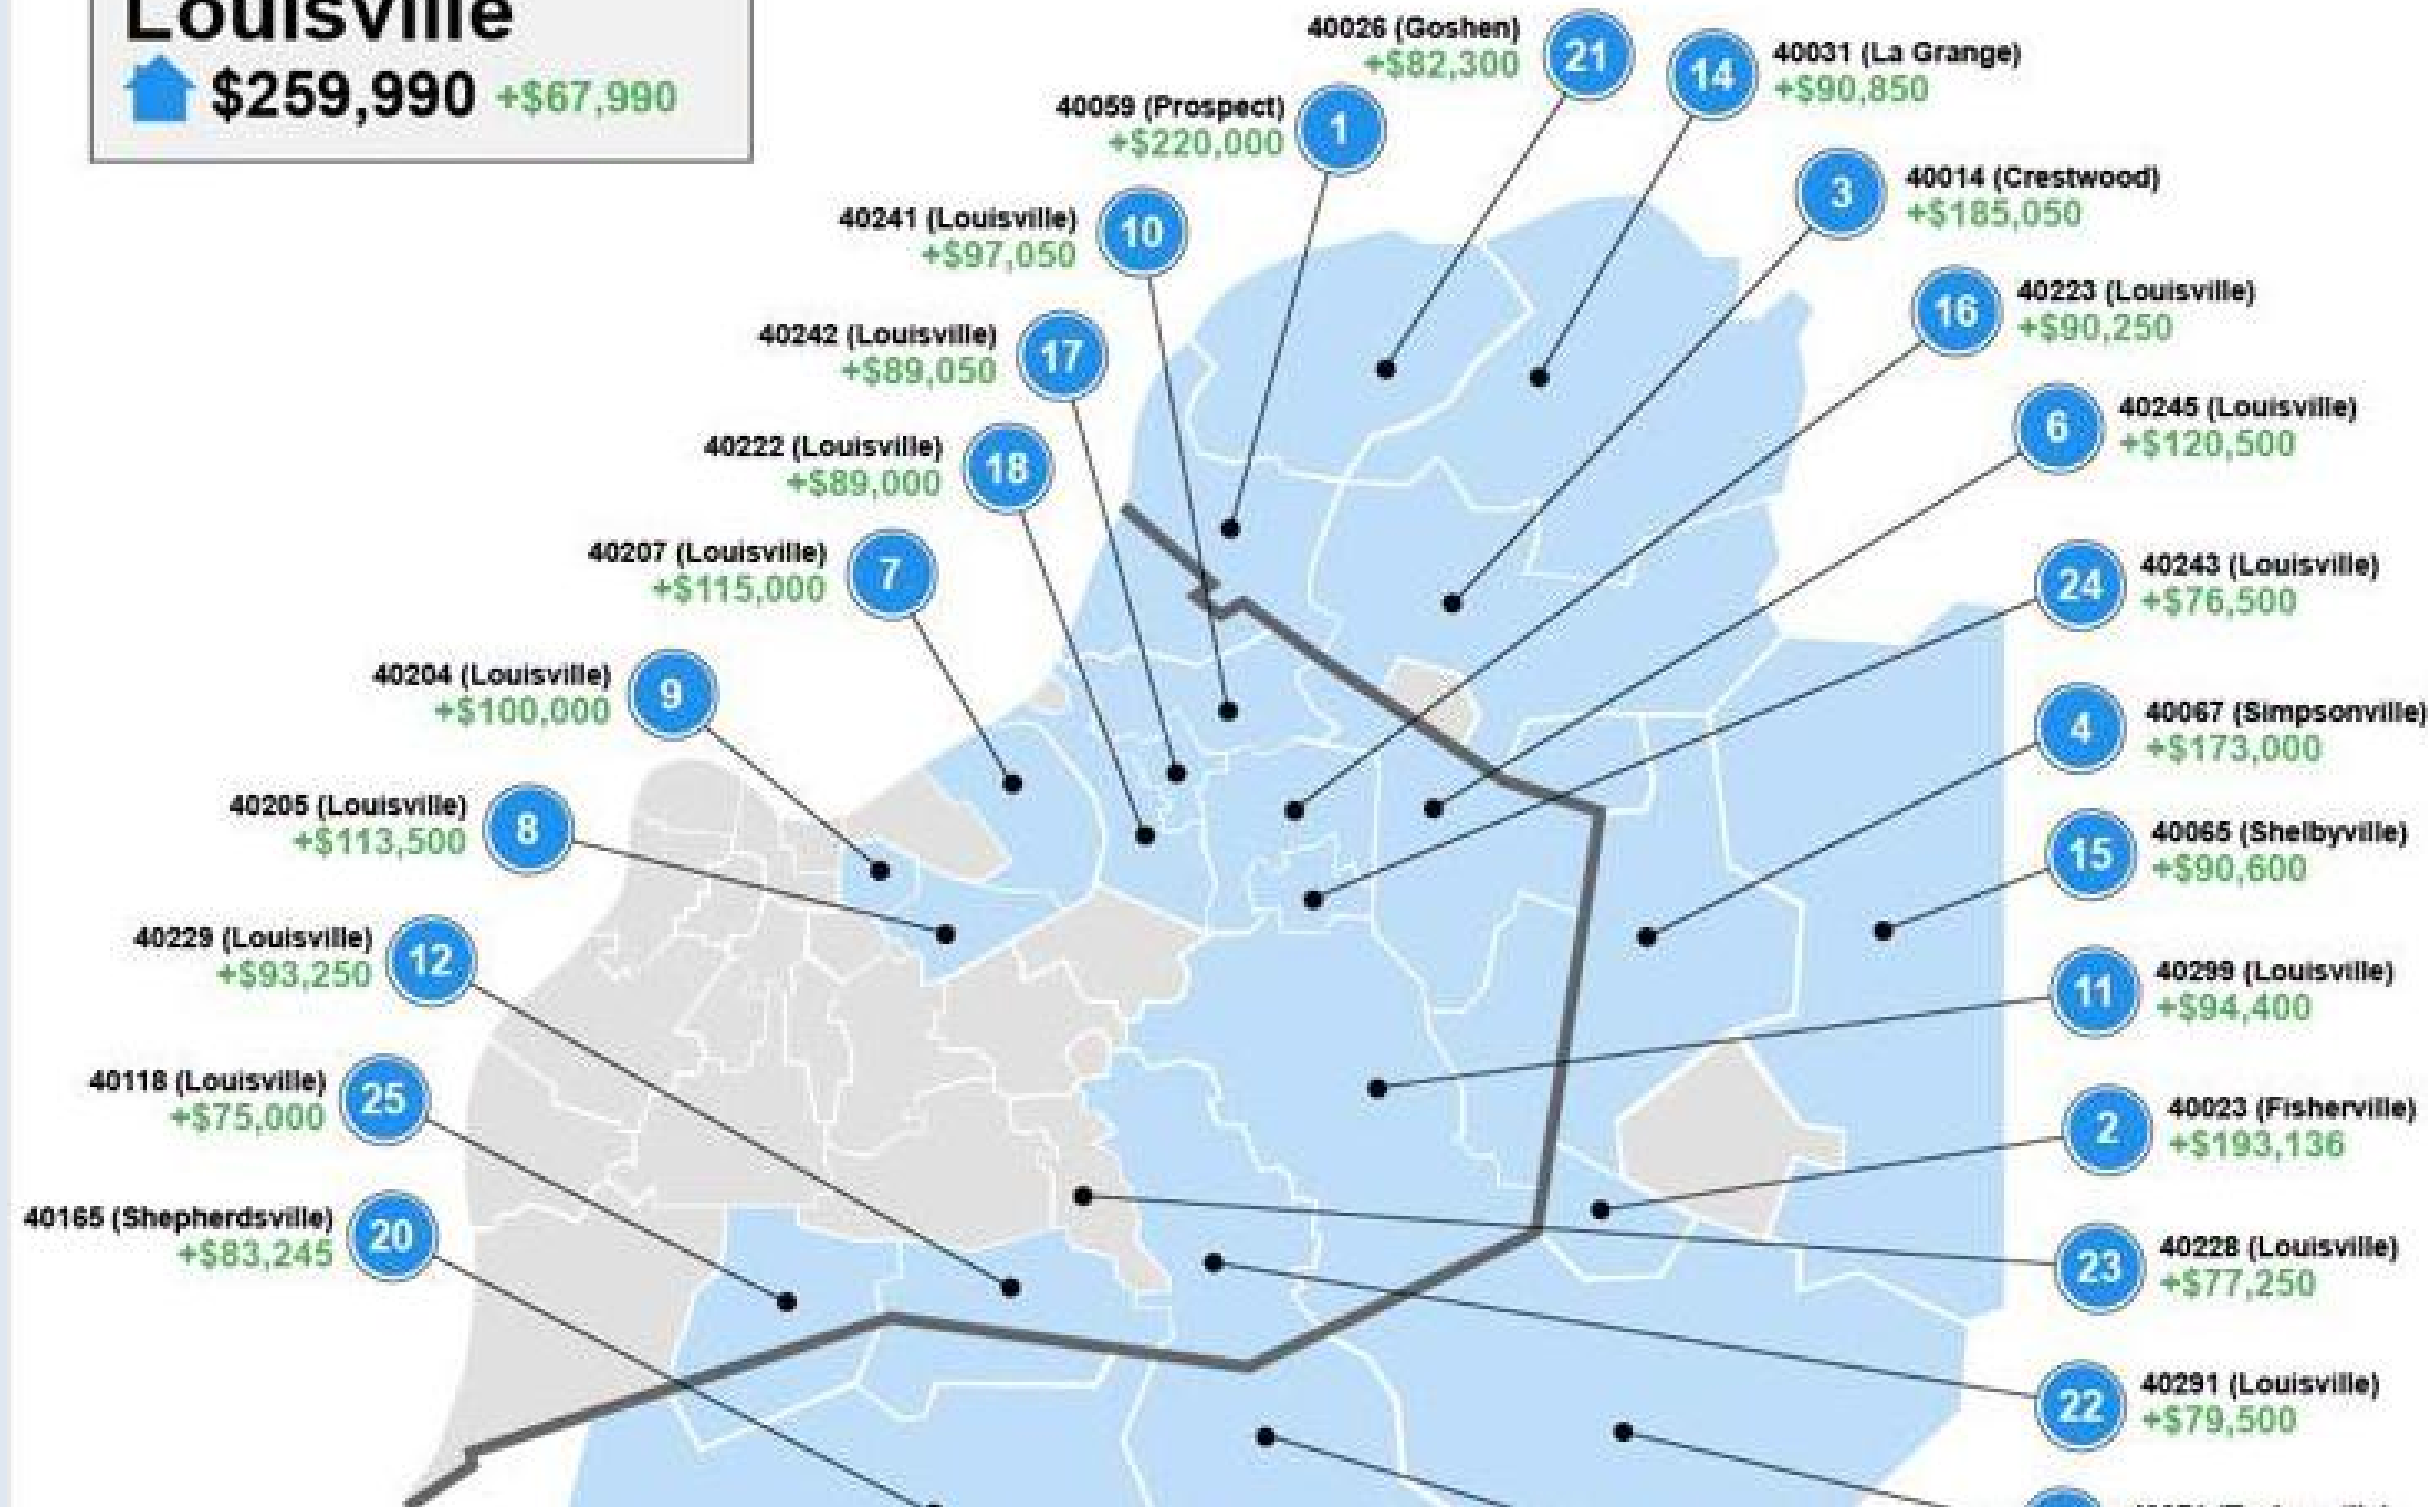 Louisville
$259,990 +$67,990
40026 (Goshen)
+$82,300
21
14
40031 (La Grange)
+$90,850
40059 (Prospect)
+$220,000
1
3
40014 (Crestwood)
+$185,050
40241 (Louisville)
+$97,050
10
16
40223 (Louisville)
+$90,250
40242 (Louisville)
+$89,050
17
6
40245 (Louisville)
+$120,500
40222 (Louisville)
+$89,000
18
40207 (Louisville)
+$115,000
7
24
40243 (Louisville)
+$76,500
40204 (Louisville)
+$100,000
9
4
40067 (Simpsonville)
+$173,000
40205 (Louisville)
+$113,500
8
15
40065 (Shelbyville)
+$90,600
40229 (Louisville)
+$93,250
12
11
40299 (Louisville)
+$94,400
40118 (Louisville)
+$75,000
25
2
40023 (Fisherville)
+$193,136
40165 (Shepherdsville)
+$83,245
20
23
40228 (Louisville)
+$77,250
22
40291 (Louisville)
+$79,500